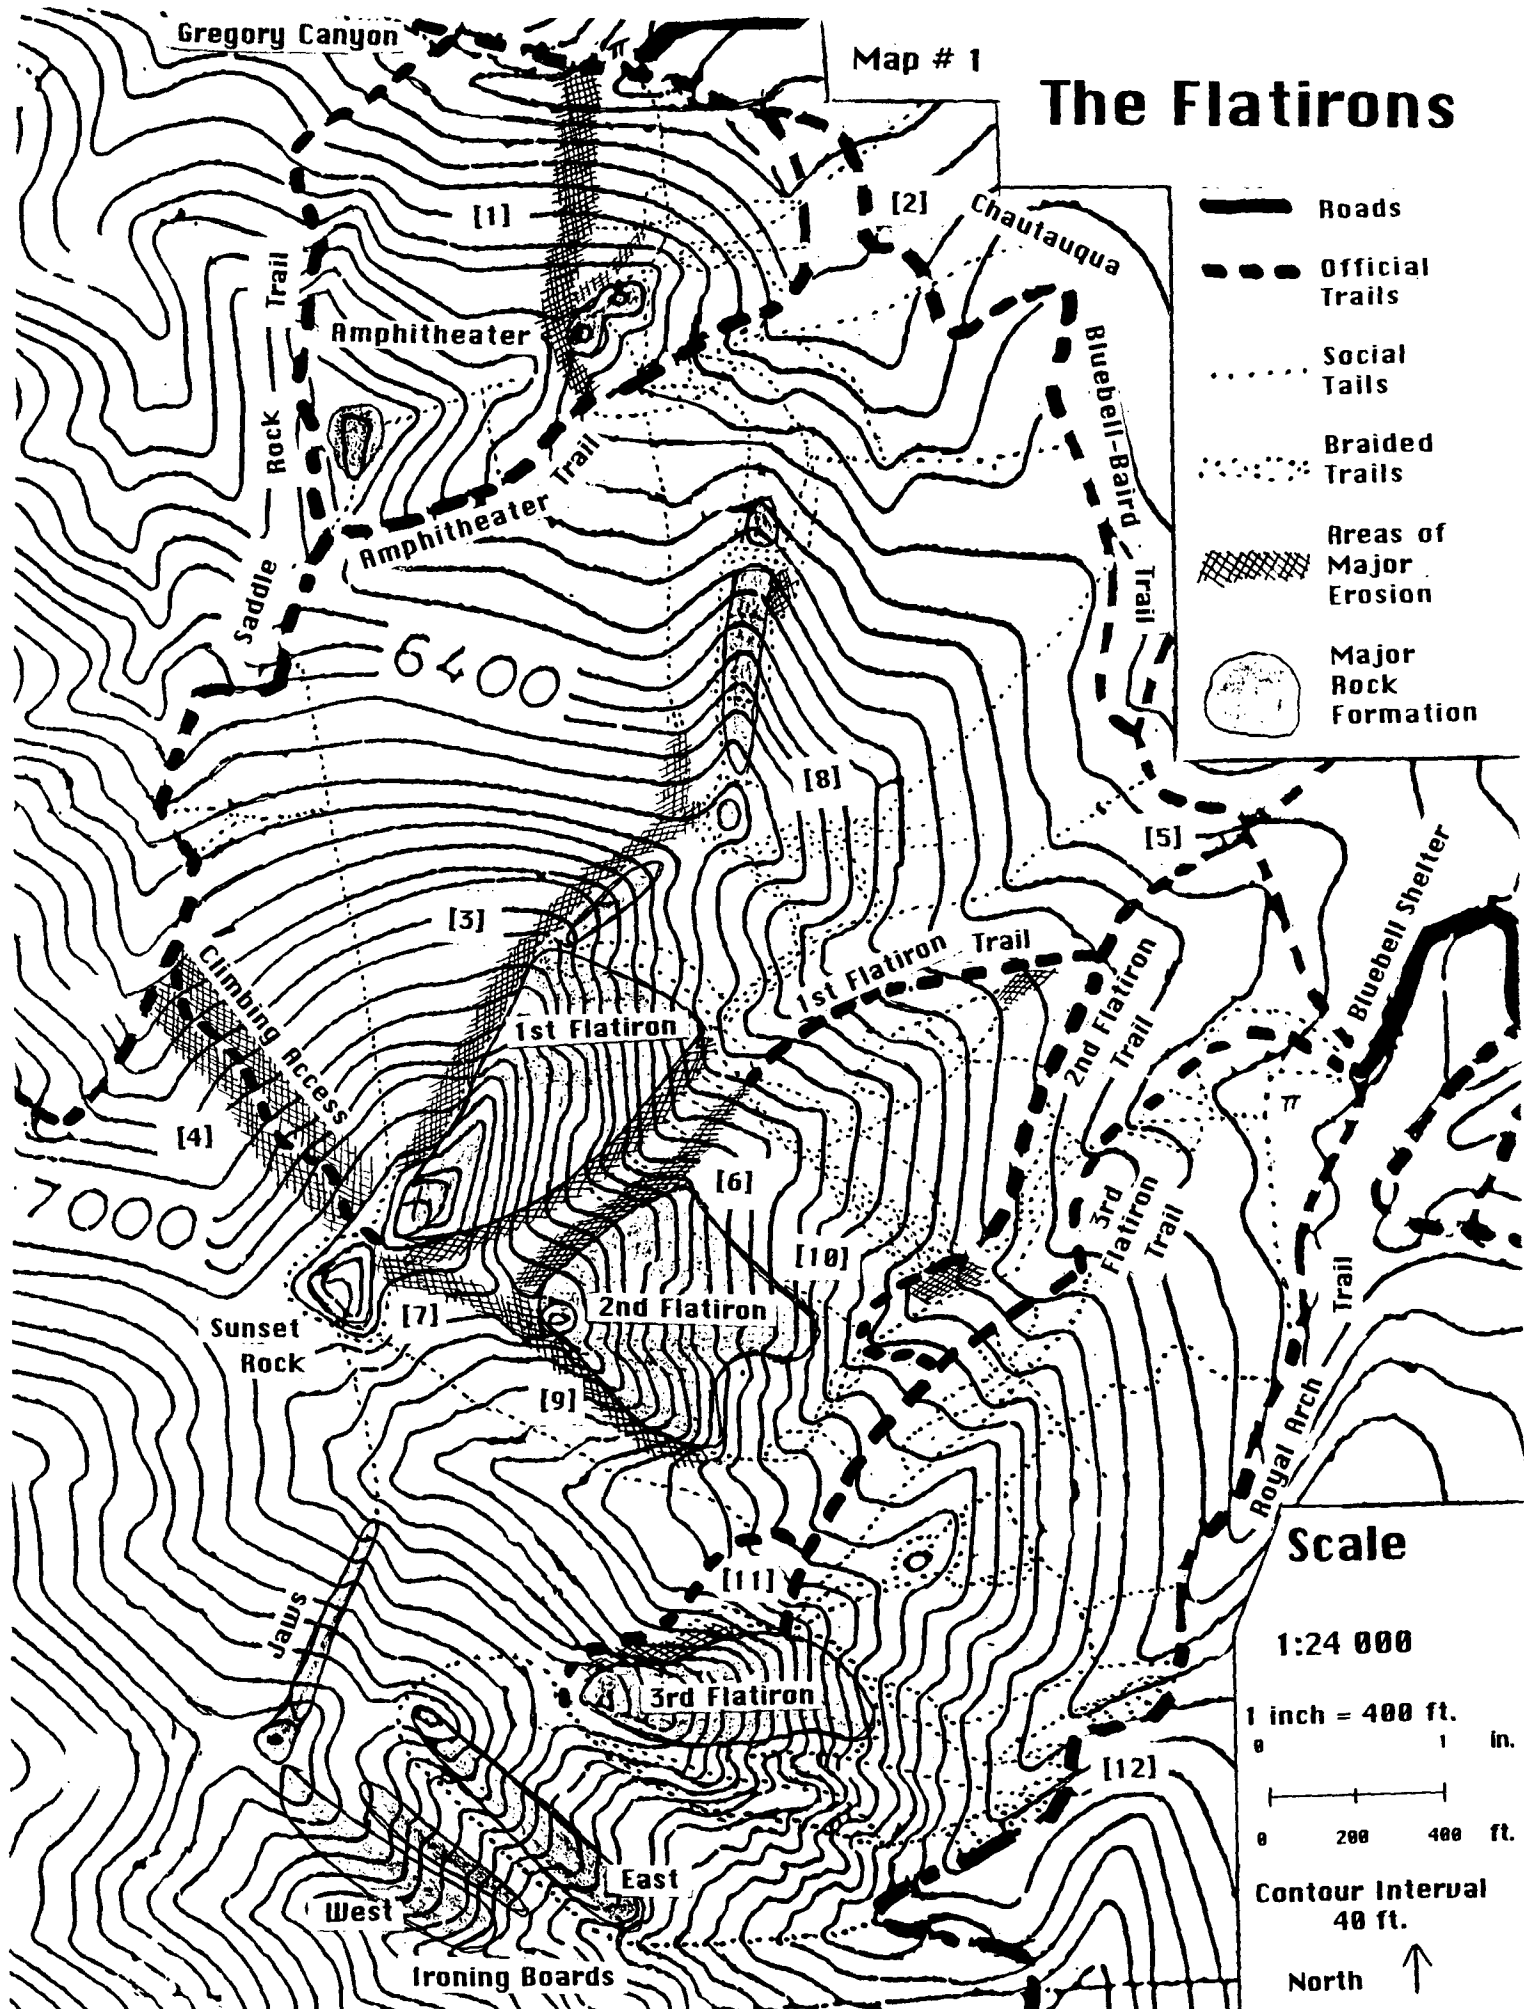 Gregory Canyon
Map # 1
The Flatirons
Roads
Official
Trails
Social
Tails
Braided
Trails
Areas of
Major
Erosion
Major
Rock
Formation
[1]
[2]
Chautauqua
Amphitheater
Saddle Rock Trail
Amphitheater Trail
Bluebell-Baird Trail
6400
[8]
[5]
[3]
Bluebell Shelter
1st Flatiron Trail
Climbing Access
1st Flatiron
2nd Flatiron
Trail
[4]
7000
[6]
3rd
Flatiron
Trail
[10]
2nd Flatiron
[7]
Sunset
Rock
[9]
Royal Arch Trail
[11]
Jaws
3rd Flatiron
[12]
East
West
Ironing Boards
Scale
1:24 000
1 inch = 400 ft.
0 1 in.
0 200 400 ft.
Contour Interval
40 ft.
North